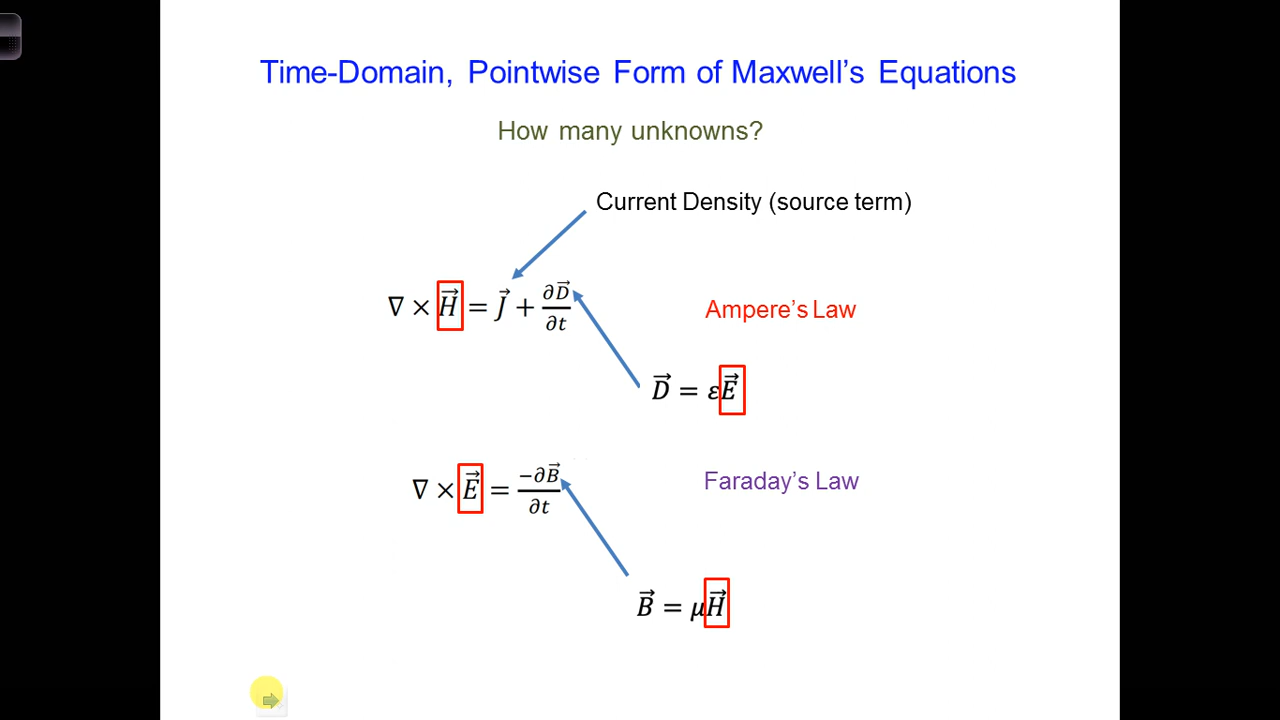 Time-Domain, Pointwise Form of Maxwell's Equations
How many unknowns?
Current Density (source term)
∇ × H⃗ = J⃗ + ∂D⃗/∂t
Ampere's Law
D⃗ = εE⃗
∇ × E⃗ = −∂B⃗/∂t
Faraday's Law
B⃗ = μH⃗